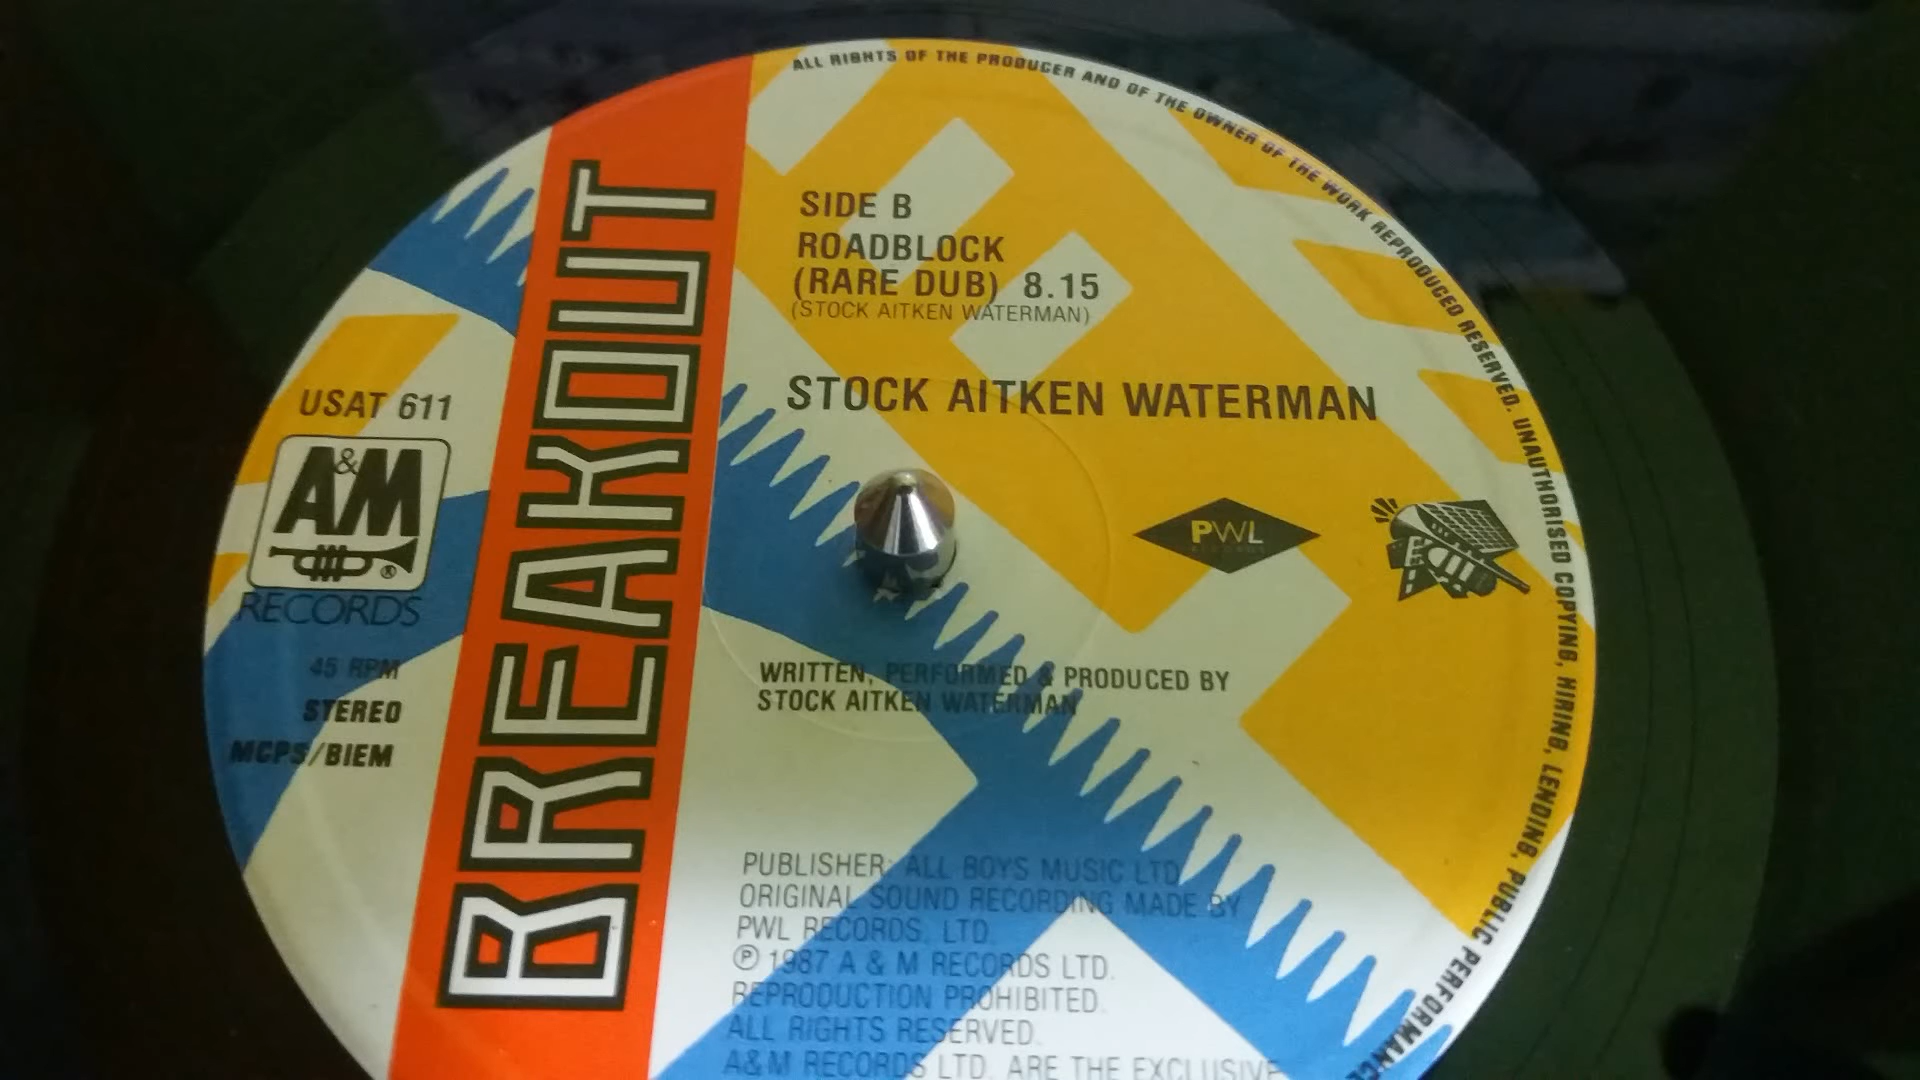 ALL RIGHTS OF THE PRODUCER AND OF THE OWNER OF THE WORK REPRODUCED RESERVED. UNAUTHORISED COPYING, HIRING, LENDING, PUBLIC PERFORMANCE
BREAKOUT
SIDE B
ROADBLOCK
(RARE DUB) 8.15
(STOCK AITKEN WATERMAN)
STOCK AITKEN WATERMAN
USAT 611
A&M
®
RECORDS
45 RPM
STEREO
MCPS/BIEM
PWL
RECORDS
WRITTEN, PERFORMED & PRODUCED BY
STOCK AITKEN WATERMAN
PUBLISHER: ALL BOYS MUSIC LTD
ORIGINAL SOUND RECORDING MADE BY
PWL RECORDS, LTD.
℗ 1987 A & M RECORDS LTD.
REPRODUCTION PROHIBITED.
ALL RIGHTS RESERVED.
A&M RECORDS LTD. ARE THE EXCLUSIVE